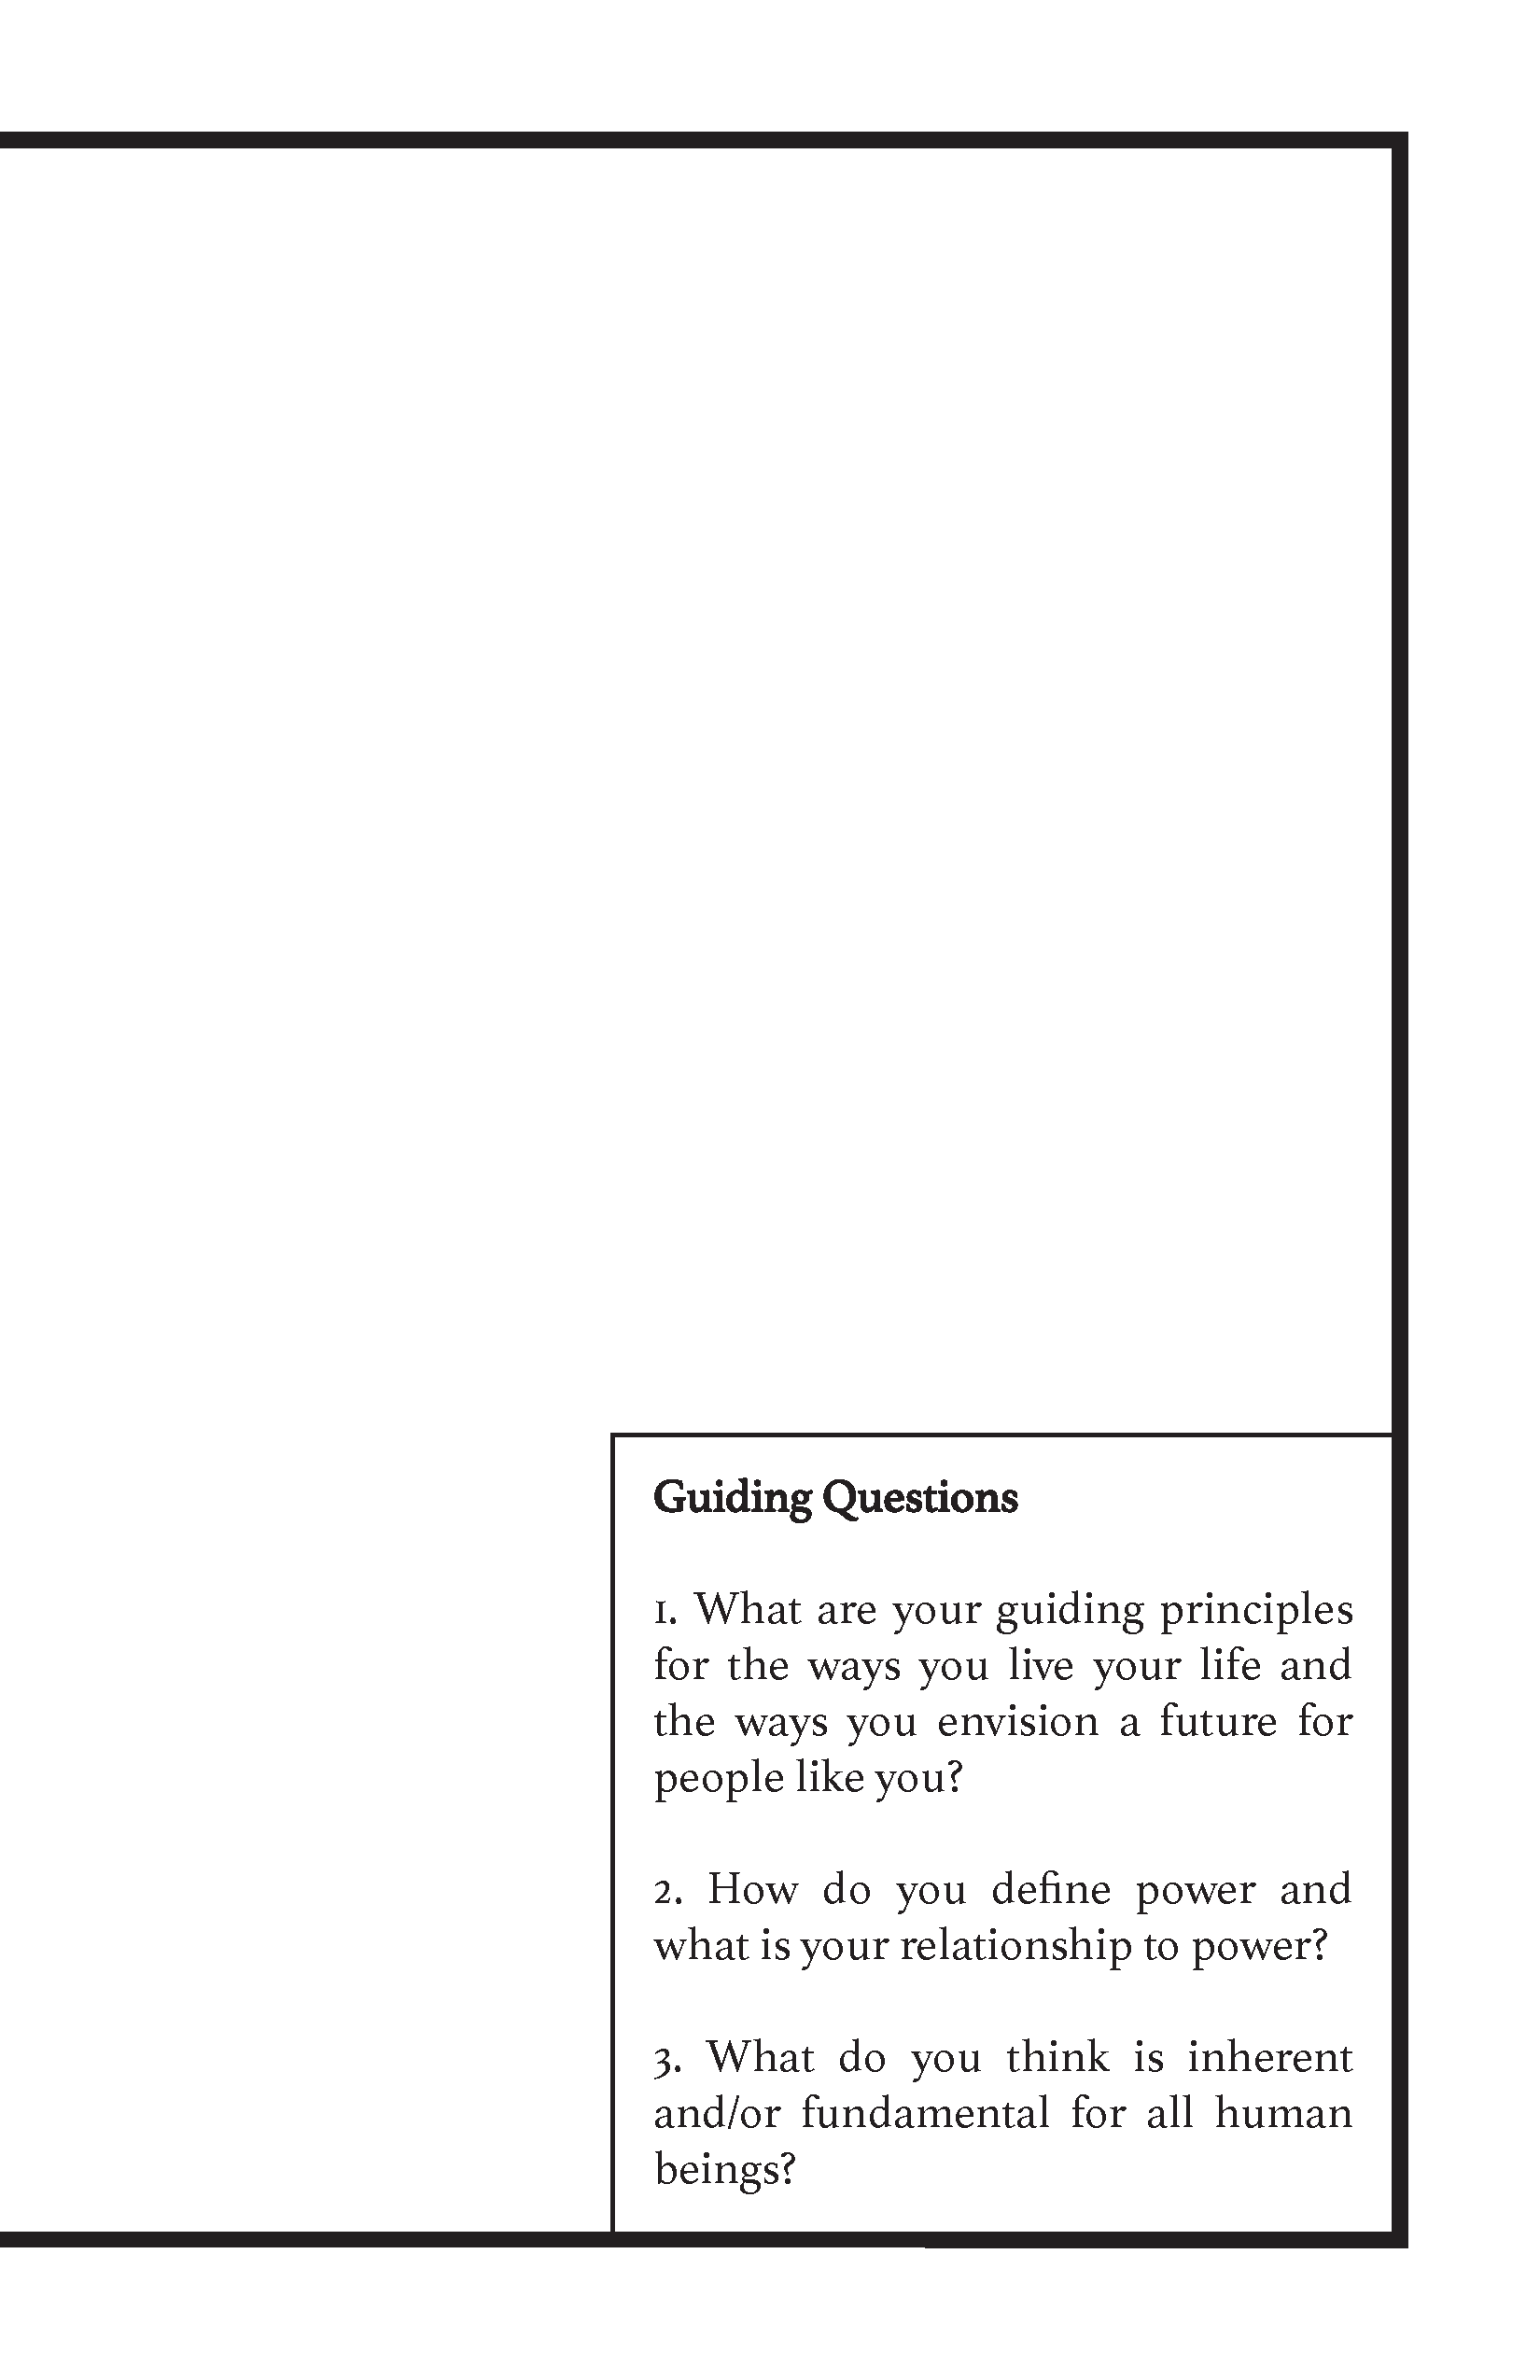 Guiding Questions
1. What are your guiding principles
for the ways you live your life and
the ways you envision a future for
people like you?
2. How do you define power and
what is your relationship to power?
3. What do you think is inherent
and/or fundamental for all human
beings?